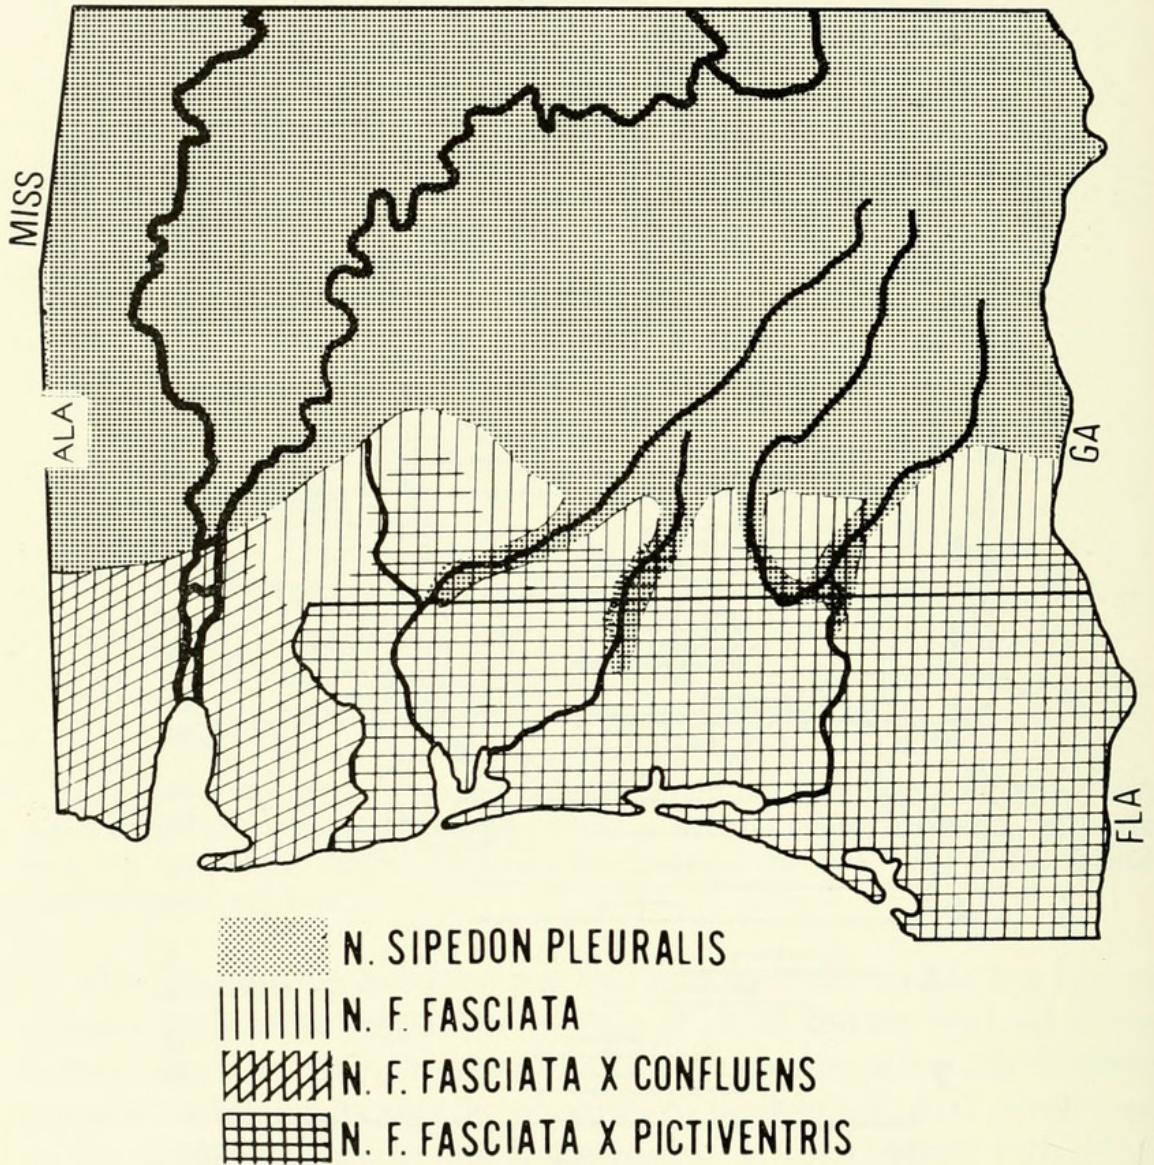 MISS
ALA
GA
FLA
N. SIPEDON PLEURALIS
N. F. FASCIATA
N. F. FASCIATA X CONFLUENS
N. F. FASCIATA X PICTIVENTRIS